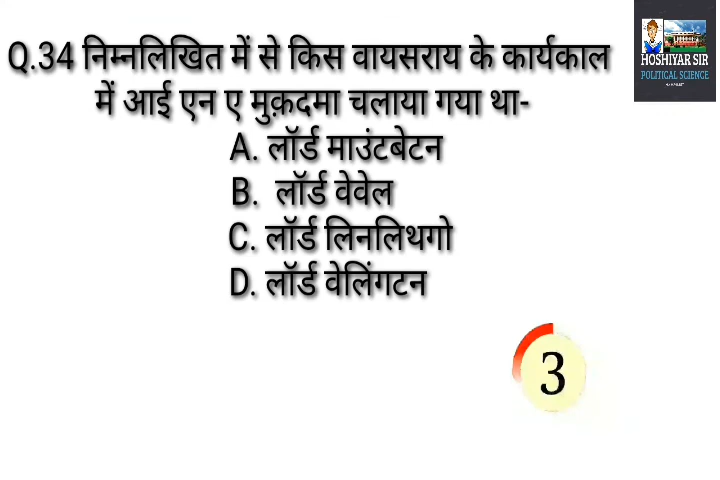 Q.34 निम्नलिखित में से किस वायसराय के कार्यकाल
में आई एन ए मुक़दमा चलाया गया था-
A. लॉर्ड माउंटबेटन
B. लॉर्ड वेवेल
C. लॉर्ड लिनलिथगो
D. लॉर्ड वेलिंगटन
3
HOSHIYAR SIR
POLITICAL SCIENCE